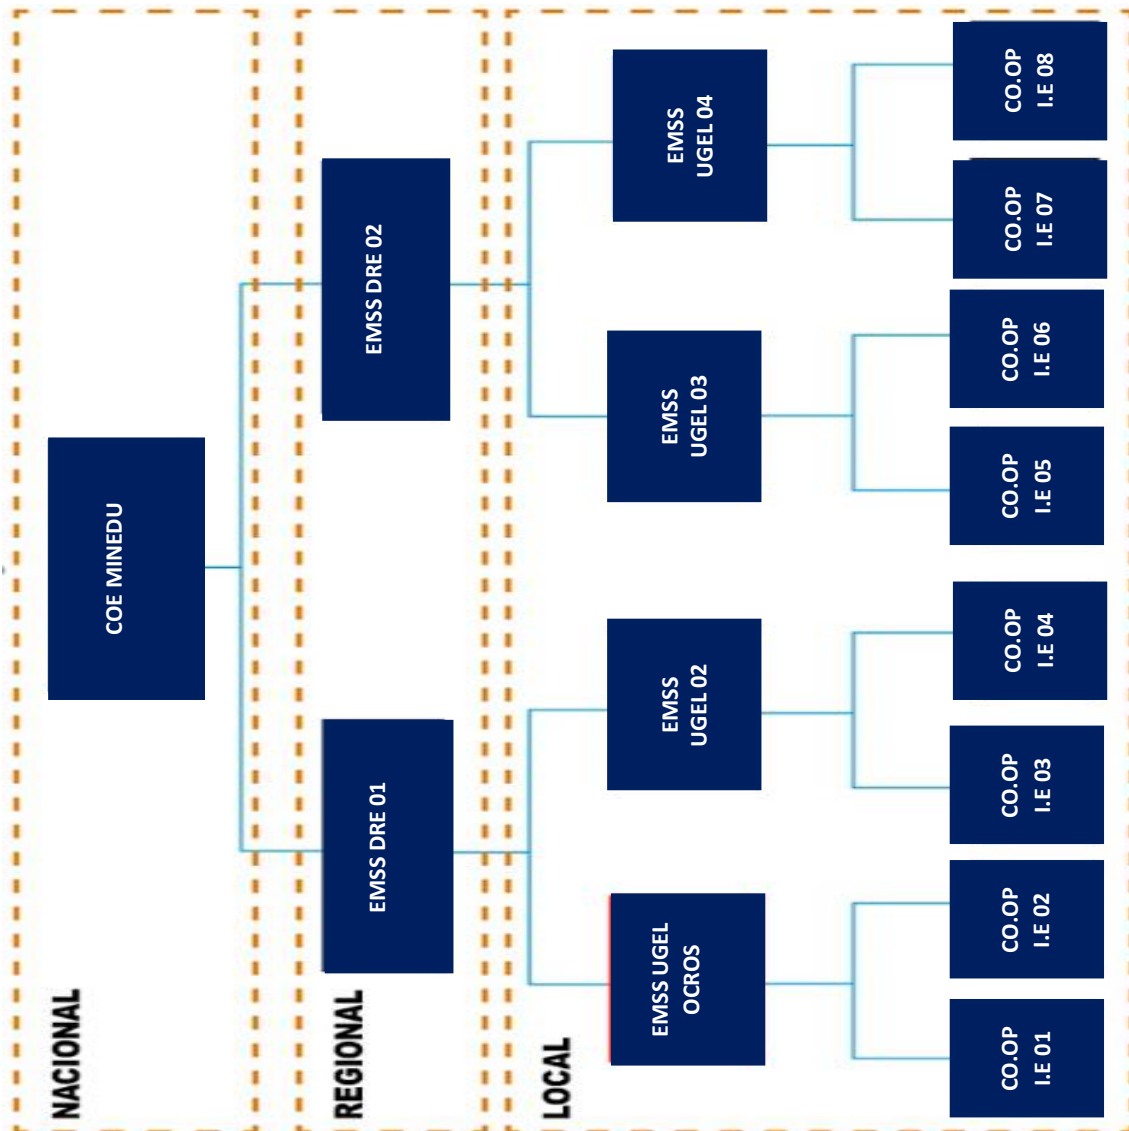 NACIONAL
COE MINEDU
REGIONAL
EMSS DRE 01
EMSS DRE 02
LOCAL
EMSS UGEL
OCROS
EMSS
UGEL 02
EMSS
UGEL 03
EMSS
UGEL 04
CO.OP
I.E 01
CO.OP
I.E 02
CO.OP
I.E 03
CO.OP
I.E 04
CO.OP
I.E 05
CO.OP
I.E 06
CO.OP
I.E 07
CO.OP
I.E 08